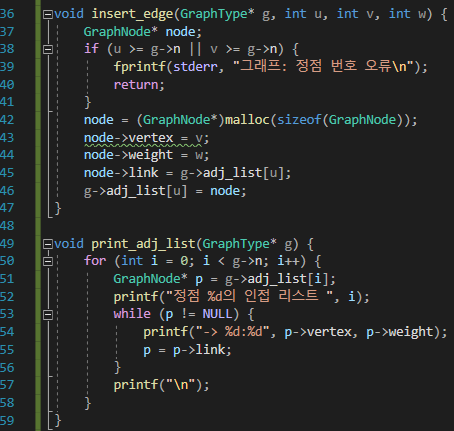 36 void insert_edge(GraphType* g, int u, int v, int w) {
37     GraphNode* node;
38     if (u >= g->n || v >= g->n) {
39         fprintf(stderr, "그래프: 정점 번호 오류\n");
40         return;
41     }
42     node = (GraphNode*)malloc(sizeof(GraphNode));
43     node->vertex = v;
44     node->weight = w;
45     node->link = g->adj_list[u];
46     g->adj_list[u] = node;
47 }
48
49 void print_adj_list(GraphType* g) {
50     for (int i = 0; i < g->n; i++) {
51         GraphNode* p = g->adj_list[i];
52         printf("정점 %d의 인접 리스트 ", i);
53         while (p != NULL) {
54             printf("-> %d:%d", p->vertex, p->weight);
55             p = p->link;
56         }
57         printf("\n");
58     }
59 }